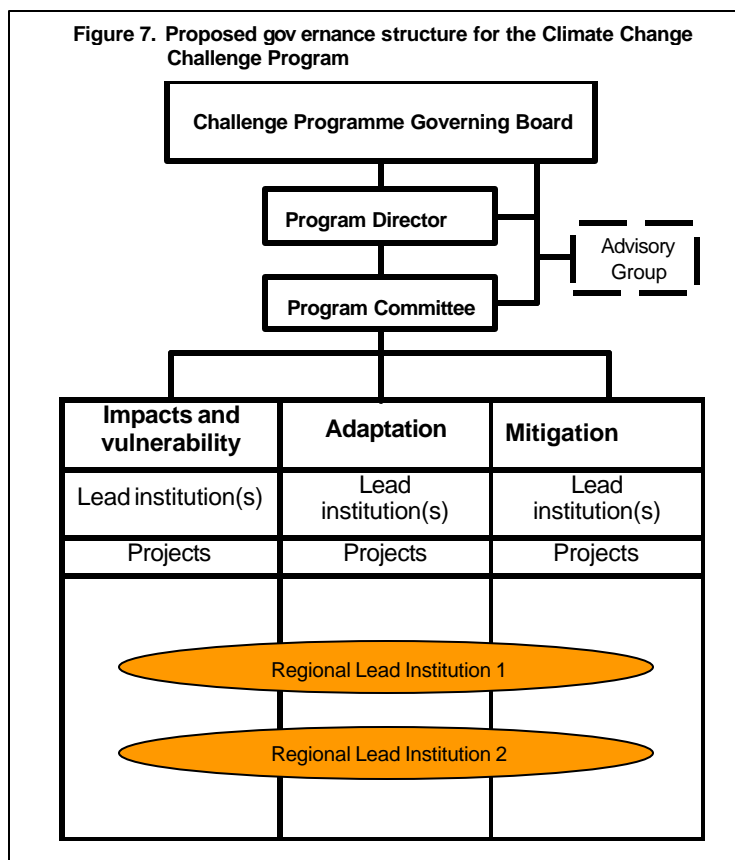 Figure 7. Proposed gov ernance structure for the Climate Change
Challenge Program
Challenge Programme Governing Board
Program Director
Advisory
Group
Program Committee
Impacts and
vulnerability
Adaptation
Mitigation
Lead institution(s)
Lead
institution(s)
Lead
institution(s)
Projects
Projects
Projects
Regional Lead Institution 1
Regional Lead Institution 2